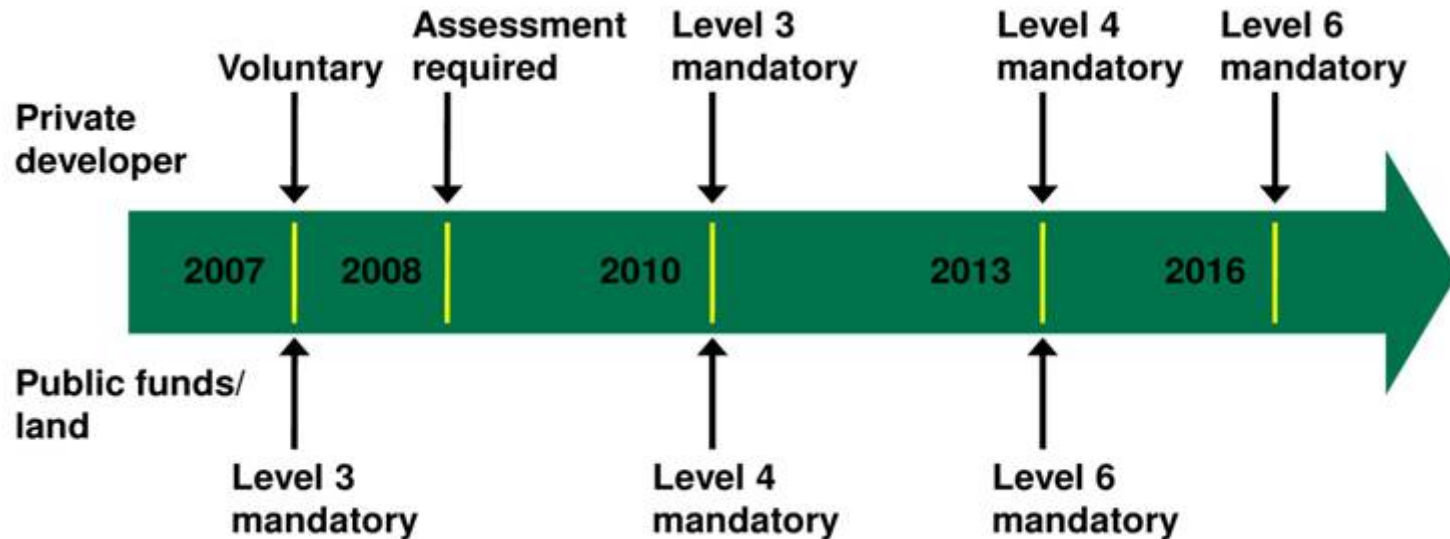 Voluntary
Assessment
required
Level 3
mandatory
Level 4
mandatory
Level 6
mandatory
Private
developer
2007
2008
2010
2013
2016
Public funds/
land
Level 3
mandatory
Level 4
mandatory
Level 6
mandatory